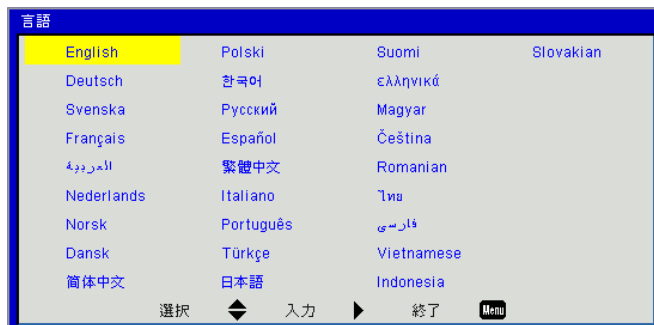 言語
English Polski Suomi Slovakian
Deutsch 한국어 ελληνικά
Svenska Русский Magyar
Français Español Čeština
العربية 繁體中文 Romanian
Nederlands Italiano ไทย
Norsk Português فارسی
Dansk Türkçe Vietnamese
简体中文 日本語 Indonesia
選択 入力 終了 Menu